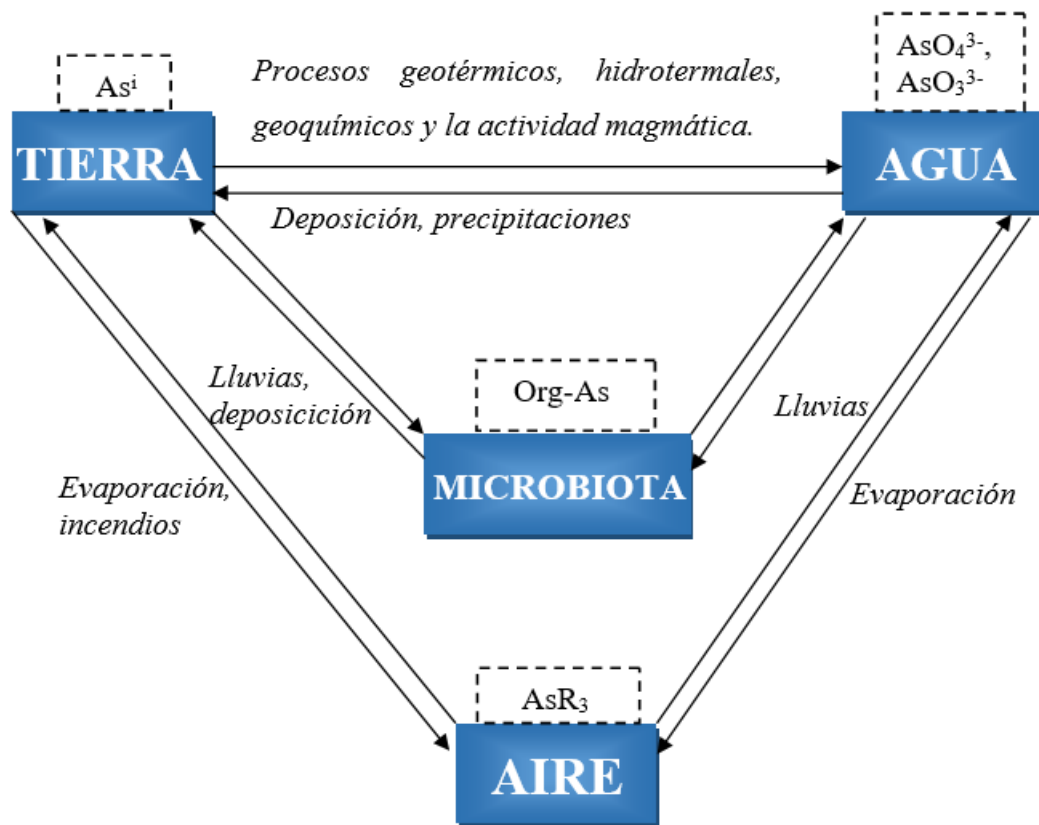 Asⁱ
AsO₄³⁻,
AsO₃³⁻
Procesos geotérmicos, hidrotermales,
geoquímicos y la actividad magmática.
TIERRA
AGUA
Deposición, precipitaciones
Org-As
Lluvias,
deposicición
Lluvias
MICROBIOTA
Evaporación,
incendios
Evaporación
AsR₃
AIRE